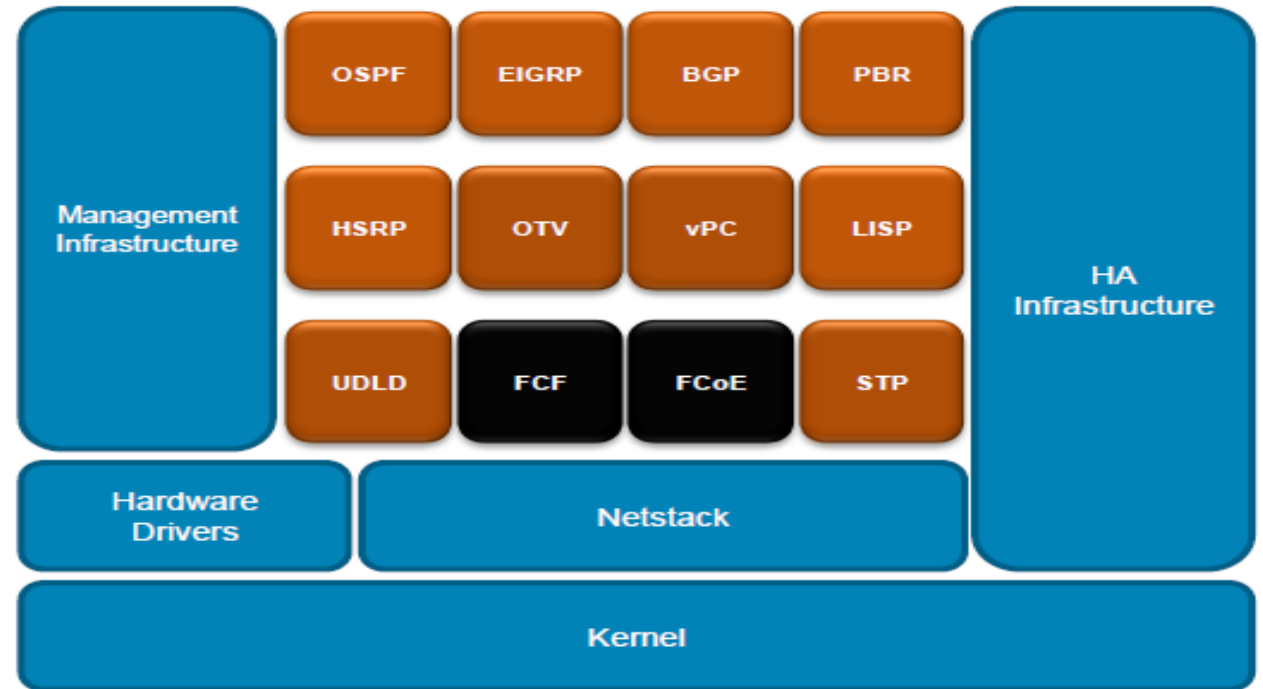 OSPF
EIGRP
BGP
PBR
Management
Infrastructure
HSRP
OTV
vPC
LISP
HA
Infrastructure
UDLD
FCF
FCoE
STP
Hardware
Drivers
Netstack
Kernel